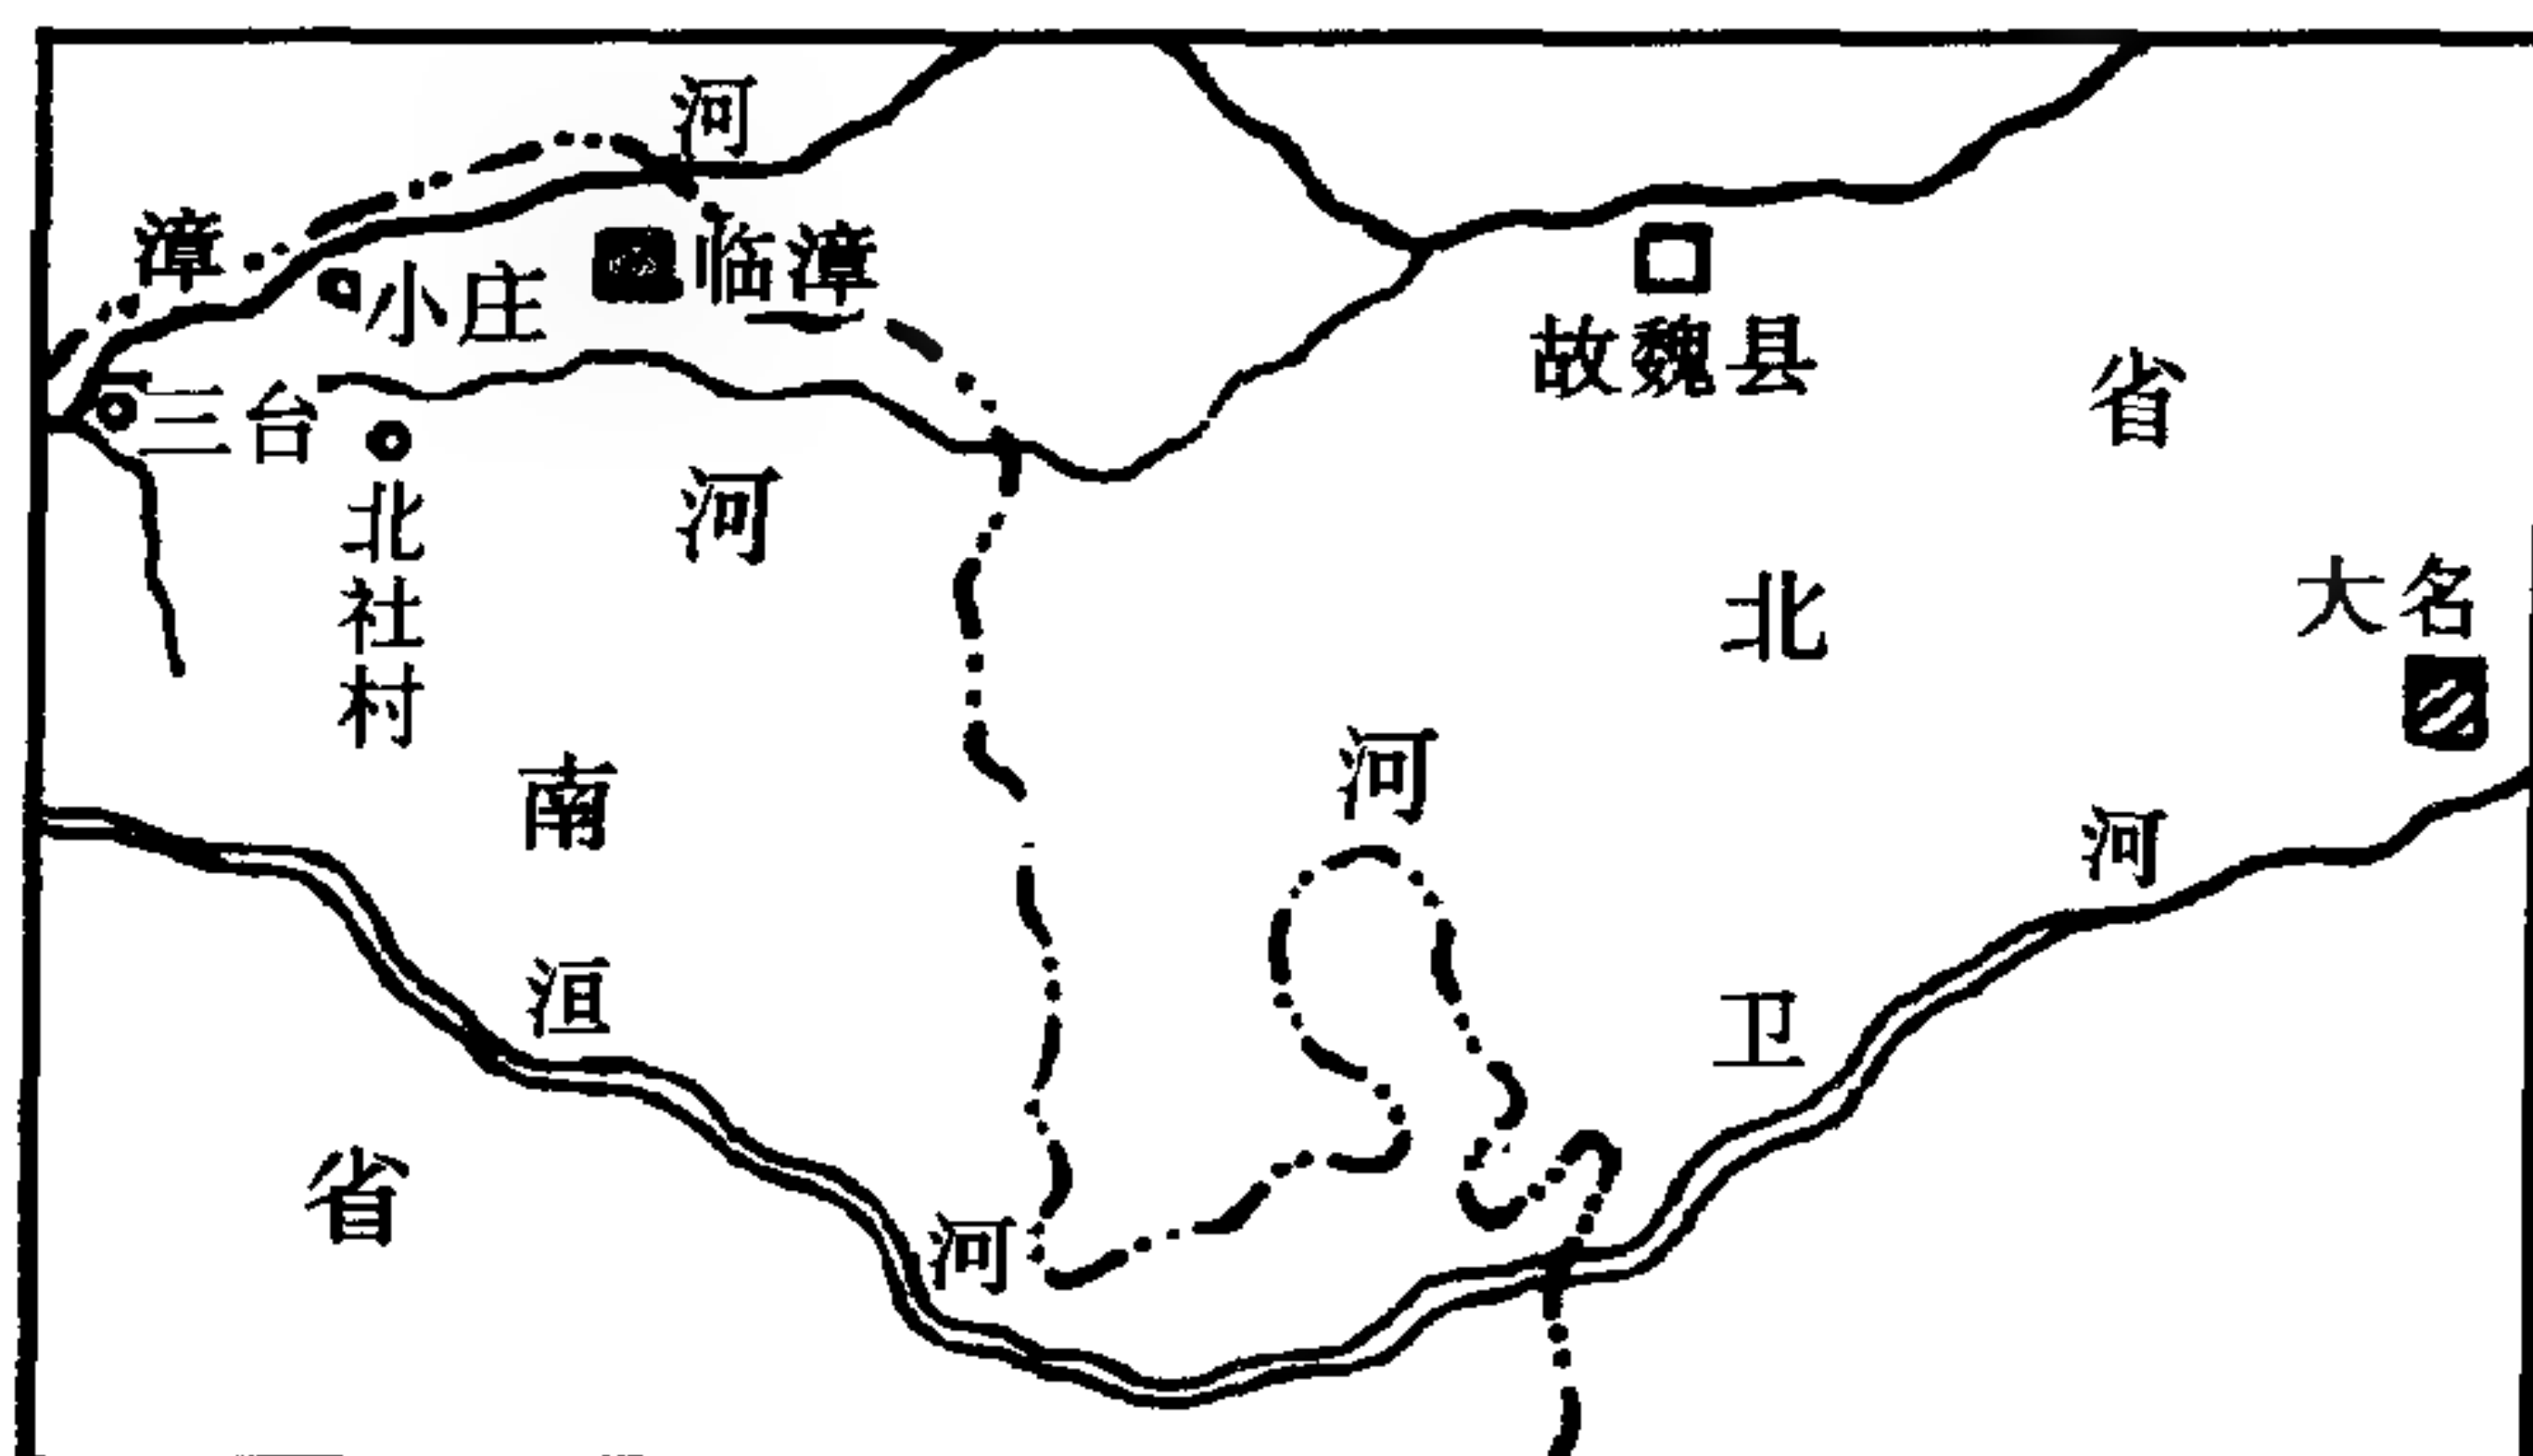 漳河
小庄
临漳
三台
北社村
故魏县
河南省
河北省
大名
洹河
卫河